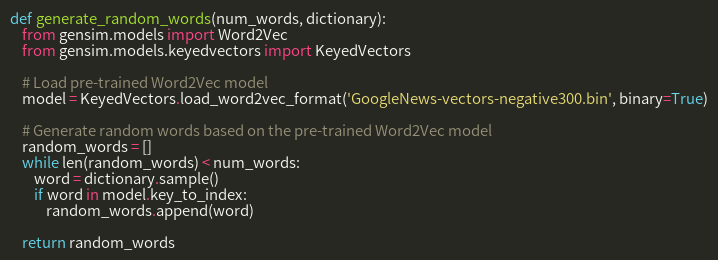 def generate_random_words(num_words, dictionary):
    from gensim.models import Word2Vec
    from gensim.models.keyedvectors import KeyedVectors

    # Load pre-trained Word2Vec model
    model = KeyedVectors.load_word2vec_format('GoogleNews-vectors-negative300.bin', binary=True)

    # Generate random words based on the pre-trained Word2Vec model
    random_words = []
    while len(random_words) < num_words:
        word = dictionary.sample()
        if word in model.key_to_index:
            random_words.append(word)

    return random_words